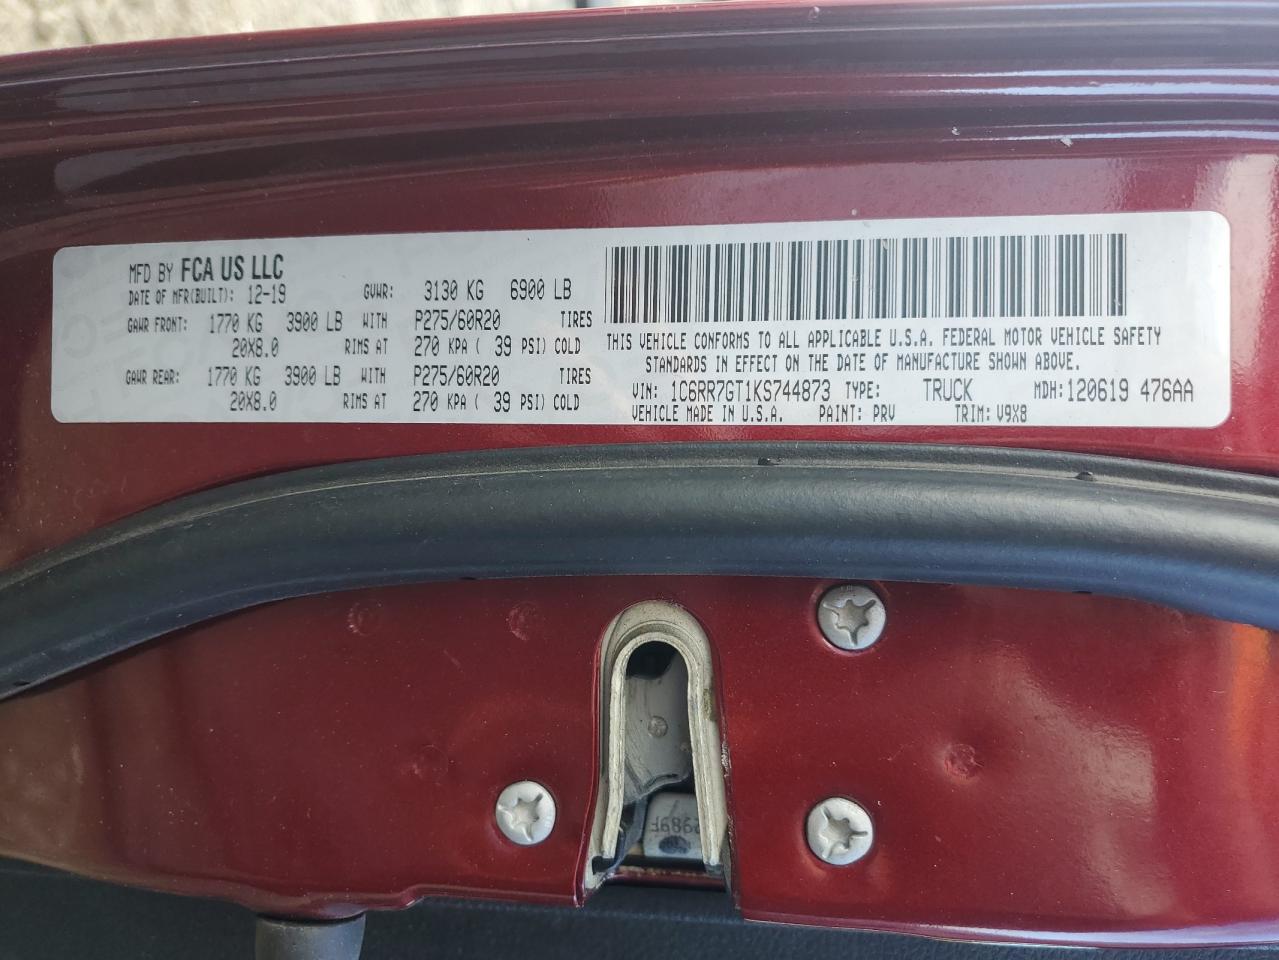 MFD BY FCA US LLC
DATE OF MFR(BUILT): 12-19 GVWR: 3130 KG 6900 LB
GAWR FRONT: 1770 KG 3900 LB WITH P275/60R20 TIRES
20X8.0 RIMS AT 270 KPA ( 39 PSI) COLD
GAWR REAR: 1770 KG 3900 LB WITH P275/60R20 TIRES
20X8.0 RIMS AT 270 KPA ( 39 PSI) COLD
THIS VEHICLE CONFORMS TO ALL APPLICABLE U.S.A. FEDERAL MOTOR VEHICLE SAFETY
STANDARDS IN EFFECT ON THE DATE OF MANUFACTURE SHOWN ABOVE.
VIN: 1C6RR7GT1KS744873 TYPE: TRUCK MDH:120619 476AA
VEHICLE MADE IN U.S.A. PAINT: PRV TRIM: V9X8